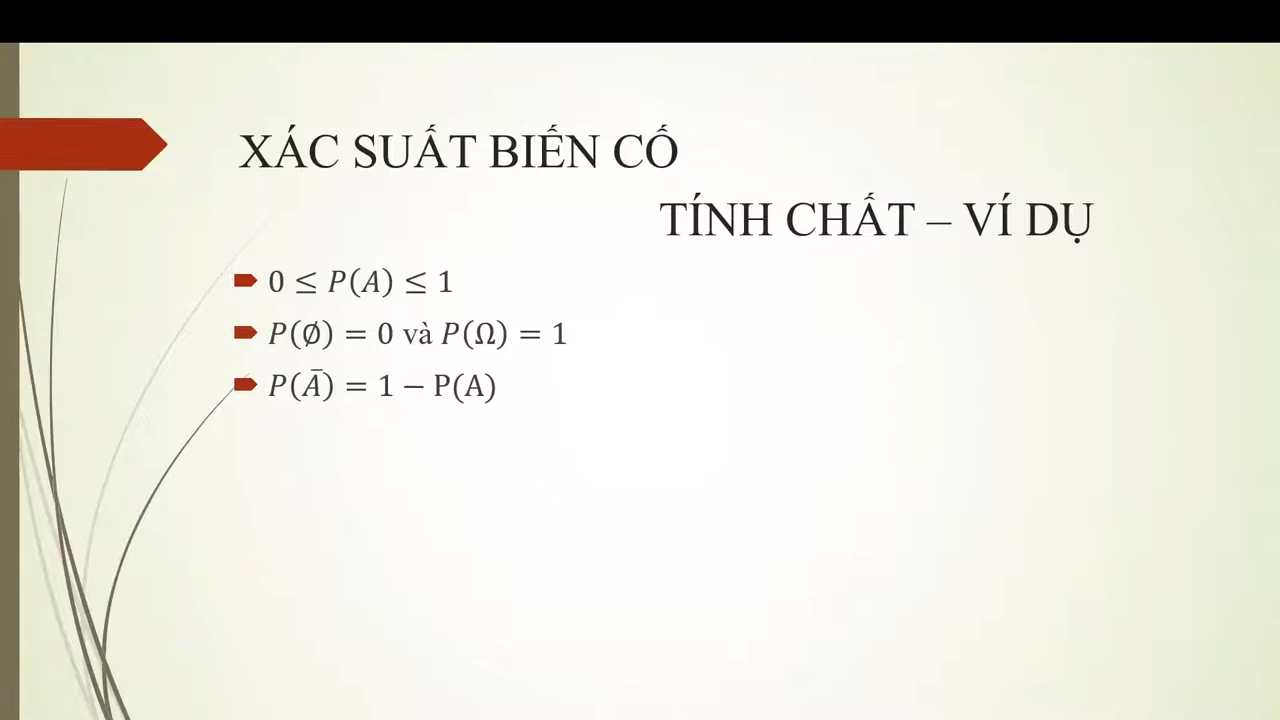 XÁC SUẤT BIẾN CỐ
TÍNH CHẤT – VÍ DỤ
0 ≤ P(A) ≤ 1
P(∅) = 0 và P(Ω) = 1
P(Ā) = 1 − P(A)